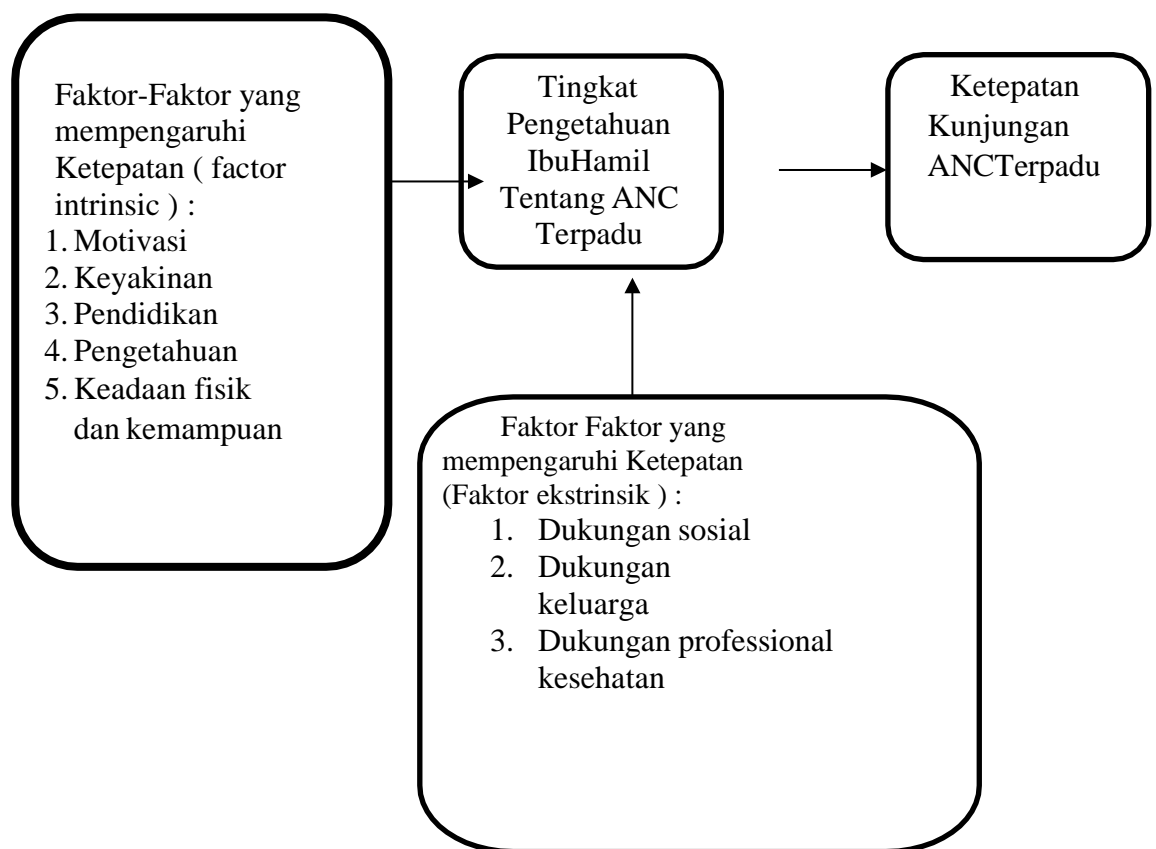 Faktor-Faktor yang
mempengaruhi
Ketepatan ( factor
intrinsic ) :
1. Motivasi
2. Keyakinan
3. Pendidikan
4. Pengetahuan
5. Keadaan fisik
dan kemampuan
Tingkat
Pengetahuan
IbuHamil
Tentang ANC
Terpadu
Ketepatan
Kunjungan
ANCTerpadu
Faktor Faktor yang
mempengaruhi Ketepatan
(Faktor ekstrinsik ) :
1. Dukungan sosial
2. Dukungan
keluarga
3. Dukungan professional
kesehatan